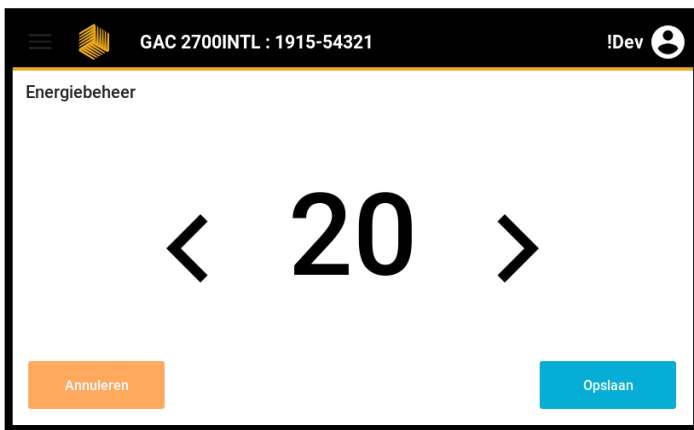 GAC 2700INTL : 1915-54321
!Dev
Energiebeheer
20
Annuleren
Opslaan